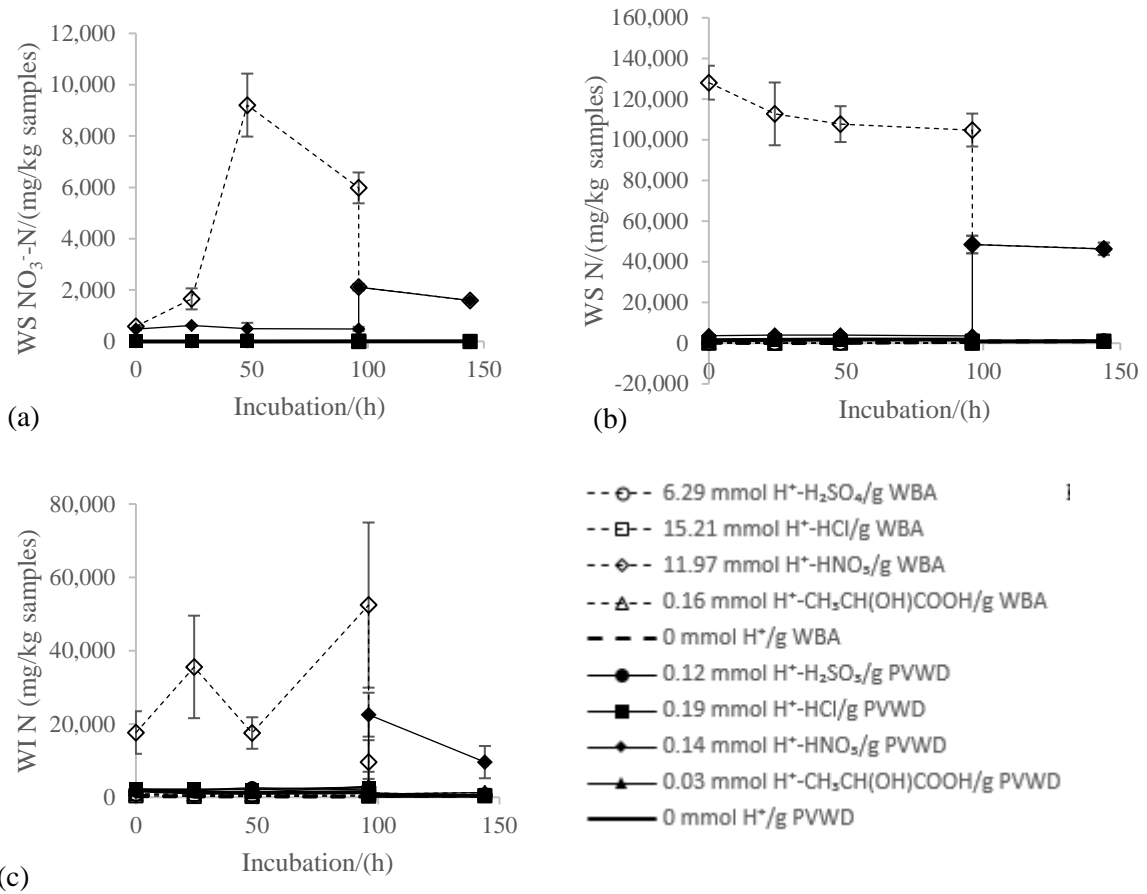 12,000
10,000
8,000
6,000
4,000
2,000
0
WS NO₃⁻-N/(mg/kg samples)
0 50 100 150
Incubation/(h)
(a)
160,000
140,000
120,000
100,000
80,000
60,000
40,000
20,000
0
-20,000
WS N/(mg/kg samples)
0 50 100 150
Incubation/(h)
(b)
80,000
60,000
40,000
20,000
0
WI N (mg/kg samples)
0 50 100 150
Incubation/(h)
(c)
6.29 mmol H⁺-H₂SO₄/g WBA
15.21 mmol H⁺-HCl/g WBA
11.97 mmol H⁺-HNO₃/g WBA
0.16 mmol H⁺-CH₃CH(OH)COOH/g WBA
0 mmol H⁺/g WBA
0.12 mmol H⁺-H₂SO₃/g PVWD
0.19 mmol H⁺-HCl/g PVWD
0.14 mmol H⁺-HNO₃/g PVWD
0.03 mmol H⁺-CH₃CH(OH)COOH/g PVWD
0 mmol H⁺/g PVWD